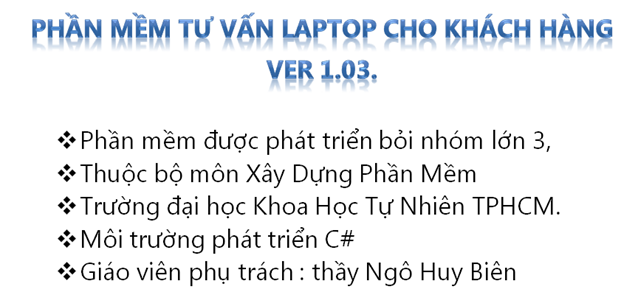 PHẦN MỀM TƯ VẤN LAPTOP CHO KHÁCH HÀNG
VER 1.03.
❖Phần mềm được phát triển bỏi nhóm lớn 3,
❖Thuộc bộ môn Xây Dựng Phần Mềm
❖Trường đại học Khoa Học Tự Nhiên TPHCM.
❖Môi trường phát triển C#
❖Giáo viên phụ trách : thầy Ngô Huy Biên